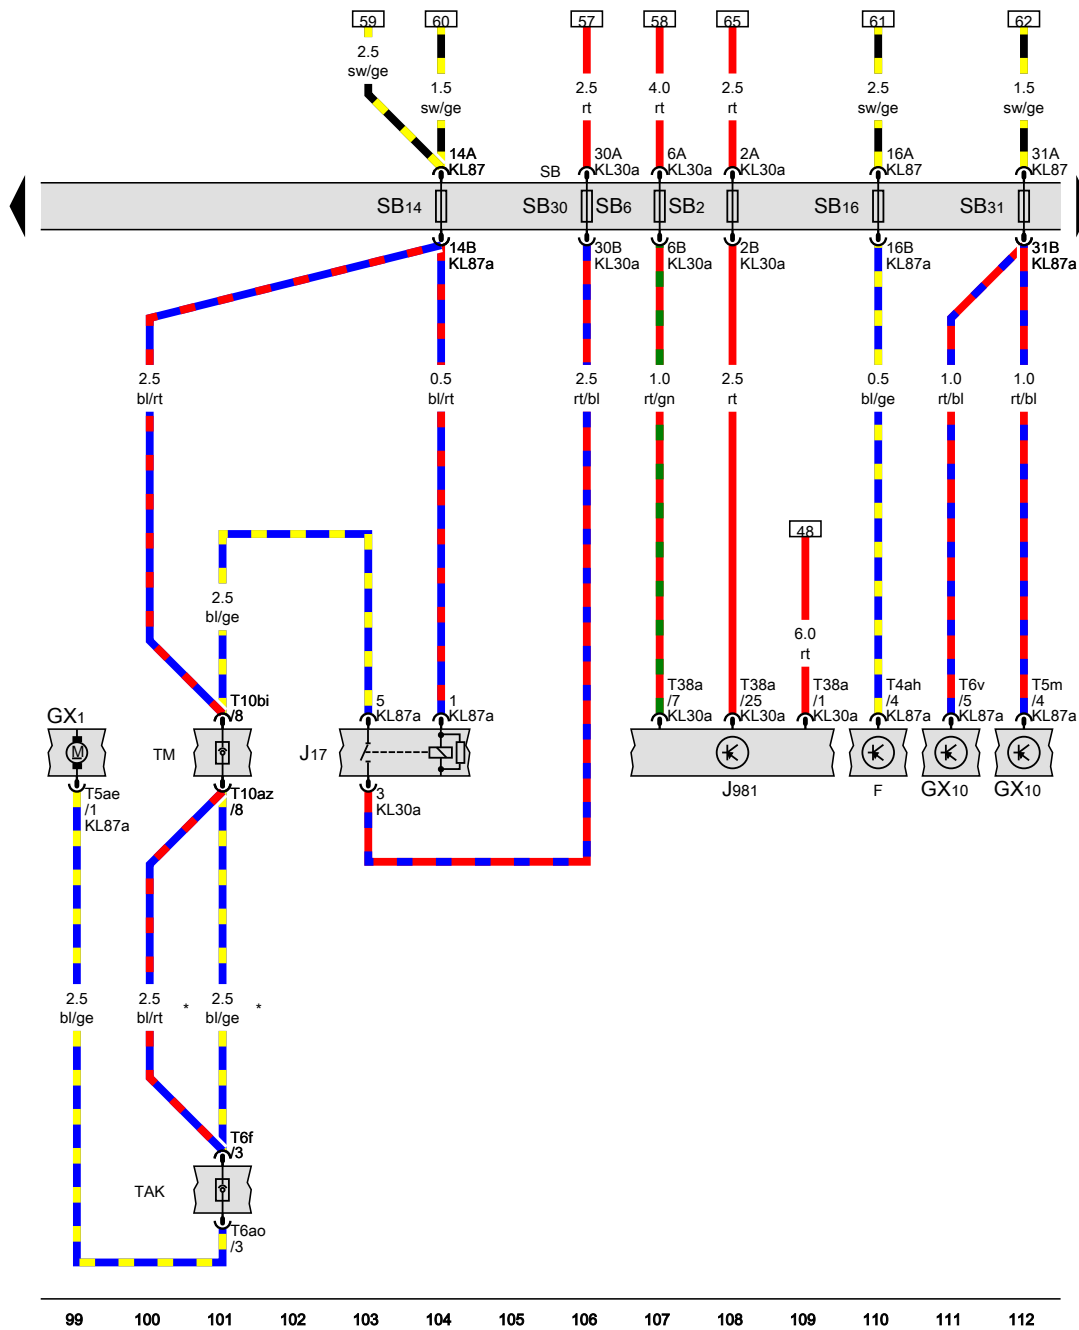 59 60 57 58 65 61 62
2.5 sw/ge
1.5 sw/ge
2.5 rt
4.0 rt
2.5 rt
2.5 sw/ge
1.5 sw/ge
14A KL87
SB
30A KL30a
6A KL30a
2A KL30a
16A KL87
31A KL87
SB14 SB30 SB6 SB2 SB16 SB31
14B KL87a
30B KL30a
6B KL30a
2B KL30a
16B KL87a
31B KL87a
2.5 bl/rt
0.5 bl/rt
2.5 rt/bl
1.0 rt/gn
2.5 rt
0.5 bl/ge
1.0 rt/bl
1.0 rt/bl
48
2.5 bl/ge
6.0 rt
T10bi /8
5 KL87a
1 KL87a
T38a /7 KL30a
T38a /25 KL30a
T38a /1 KL30a
T4ah /4 KL87a
T6v /5 KL87a
T5m /4 KL87a
GX1
M
TM
J17
J981
F
GX10
GX10
T5ae /1 KL87a
T10az /8
3 KL30a
2.5 bl/ge
2.5 bl/rt *
2.5 bl/ge *
T6f /3
TAK
T6ao /3
99 100 101 102 103 104 105 106 107 108 109 110 111 112